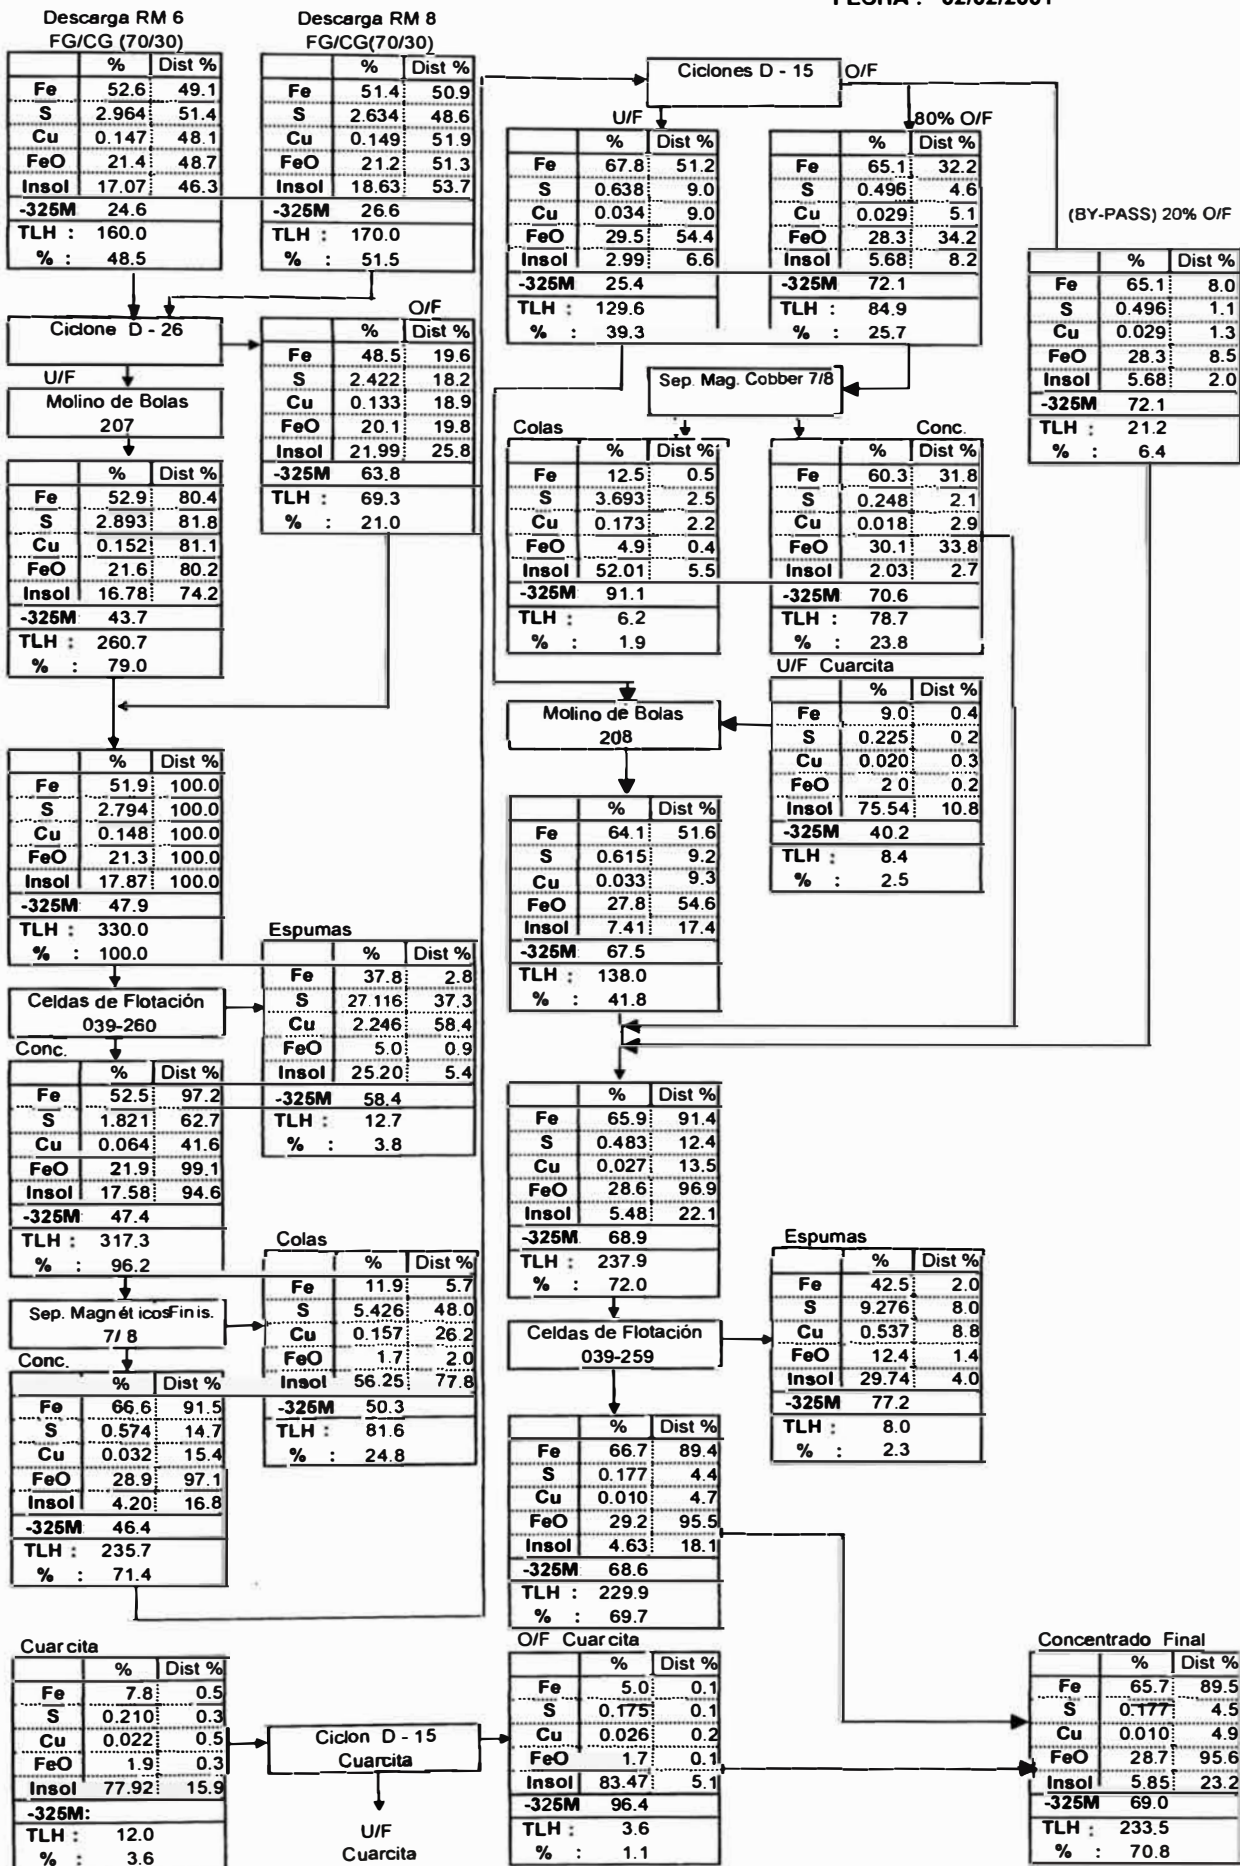 FECHA : 02/02/2001
Descarga RM 6
FG/CG (70/30)
% Dist %
Fe 52.6 49.1
S 2.964 51.4
Cu 0.147 48.1
FeO 21.4 48.7
Insol 17.07 46.3
-325M 24.6
TLH : 160.0
% : 48.5
Descarga RM 8
FG/CG(70/30)
% Dist %
Fe 51.4 50.9
S 2.634 48.6
Cu 0.149 51.9
FeO 21.2 51.3
Insol 18.63 53.7
-325M 26.6
TLH : 170.0
% : 51.5
Ciclone D - 26
U/F
O/F
% Dist %
Fe 48.5 19.6
S 2.422 18.2
Cu 0.133 18.9
FeO 20.1 19.8
Insol 21.99 25.8
-325M 63.8
TLH : 69.3
% : 21.0
Molino de Bolas
207
% Dist %
Fe 52.9 80.4
S 2.893 81.8
Cu 0.152 81.1
FeO 21.6 80.2
Insol 16.78 74.2
-325M 43.7
TLH : 260.7
% : 79.0
% Dist %
Fe 51.9 100.0
S 2.794 100.0
Cu 0.148 100.0
FeO 21.3 100.0
Insol 17.87 100.0
-325M 47.9
TLH : 330.0
% : 100.0
Celdas de Flotación
039-260
Espumas
% Dist %
Fe 37.8 2.8
S 27.116 37.3
Cu 2.246 58.4
FeO 5.0 0.9
Insol 25.20 5.4
-325M 58.4
TLH : 12.7
% : 3.8
Conc.
% Dist %
Fe 52.5 97.2
S 1.821 62.7
Cu 0.064 41.6
FeO 21.9 99.1
Insol 17.58 94.6
-325M 47.4
TLH : 317.3
% : 96.2
Sep. Magnéticos Finis.
7/ 8
Colas
% Dist %
Fe 11.9 5.7
S 5.426 48.0
Cu 0.157 26.2
FeO 1.7 2.0
Insol 56.25 77.8
-325M 50.3
TLH : 81.6
% : 24.8
Conc.
% Dist %
Fe 66.6 91.5
S 0.574 14.7
Cu 0.032 15.4
FeO 28.9 97.1
Insol 4.20 16.8
-325M 46.4
TLH : 235.7
% : 71.4
Cuarcita
% Dist %
Fe 7.8 0.5
S 0.210 0.3
Cu 0.022 0.5
FeO 1.9 0.3
Insol 77.92 15.9
-325M:
TLH : 12.0
% : 3.6
Ciclon D - 15
Cuarcita
U/F
Cuarcita
Ciclones D - 15
O/F
U/F
% Dist %
Fe 67.8 51.2
S 0.638 9.0
Cu 0.034 9.0
FeO 29.5 54.4
Insol 2.99 6.6
-325M 25.4
TLH : 129.6
% : 39.3
80% O/F
% Dist %
Fe 65.1 32.2
S 0.496 4.6
Cu 0.029 5.1
FeO 28.3 34.2
Insol 5.68 8.2
-325M 72.1
TLH : 84.9
% : 25.7
(BY-PASS) 20% O/F
% Dist %
Fe 65.1 8.0
S 0.496 1.1
Cu 0.029 1.3
FeO 28.3 8.5
Insol 5.68 2.0
-325M 72.1
TLH : 21.2
% : 6.4
Sep. Mag. Cobber 7/8
Colas
% Dist %
Fe 12.5 0.5
S 3.693 2.5
Cu 0.173 2.2
FeO 4.9 0.4
Insol 52.01 5.5
-325M 91.1
TLH : 6.2
% : 1.9
Conc.
% Dist %
Fe 60.3 31.8
S 0.248 2.1
Cu 0.018 2.9
FeO 30.1 33.8
Insol 2.03 2.7
-325M 70.6
TLH : 78.7
% : 23.8
U/F Cuarcita
% Dist %
Fe 9.0 0.4
S 0.225 0.2
Cu 0.020 0.3
FeO 2 0 0.2
Insol 75.54 10.8
-325M 40.2
TLH : 8.4
% : 2.5
Molino de Bolas
208
% Dist %
Fe 64.1 51.6
S 0.615 9.2
Cu 0.033 9.3
FeO 27.8 54.6
Insol 7.41 17.4
-325M 67.5
TLH : 138.0
% : 41.8
% Dist %
Fe 65.9 91.4
S 0.483 12.4
Cu 0.027 13.5
FeO 28.6 96.9
Insol 5.48 22.1
-325M 68.9
TLH : 237.9
% : 72.0
Celdas de Flotación
039-259
Espumas
% Dist %
Fe 42.5 2.0
S 9.276 8.0
Cu 0.537 8.8
FeO 12.4 1.4
Insol 29.74 4.0
-325M 77.2
TLH : 8.0
% : 2.3
% Dist %
Fe 66.7 89.4
S 0.177 4.4
Cu 0.010 4.7
FeO 29.2 95.5
Insol 4.63 18.1
-325M 68.6
TLH : 229.9
% : 69.7
O/F Cuarcita
% Dist %
Fe 5.0 0.1
S 0.175 0.1
Cu 0.026 0.2
FeO 1.7 0.1
Insol 83.47 5.1
-325M 96.4
TLH : 3.6
% : 1.1
Concentrado Final
% Dist %
Fe 65.7 89.5
S 0.177 4.5
Cu 0.010 4.9
FeO 28.7 95.6
Insol 5.85 23.2
-325M 69.0
TLH : 233.5
% : 70.8